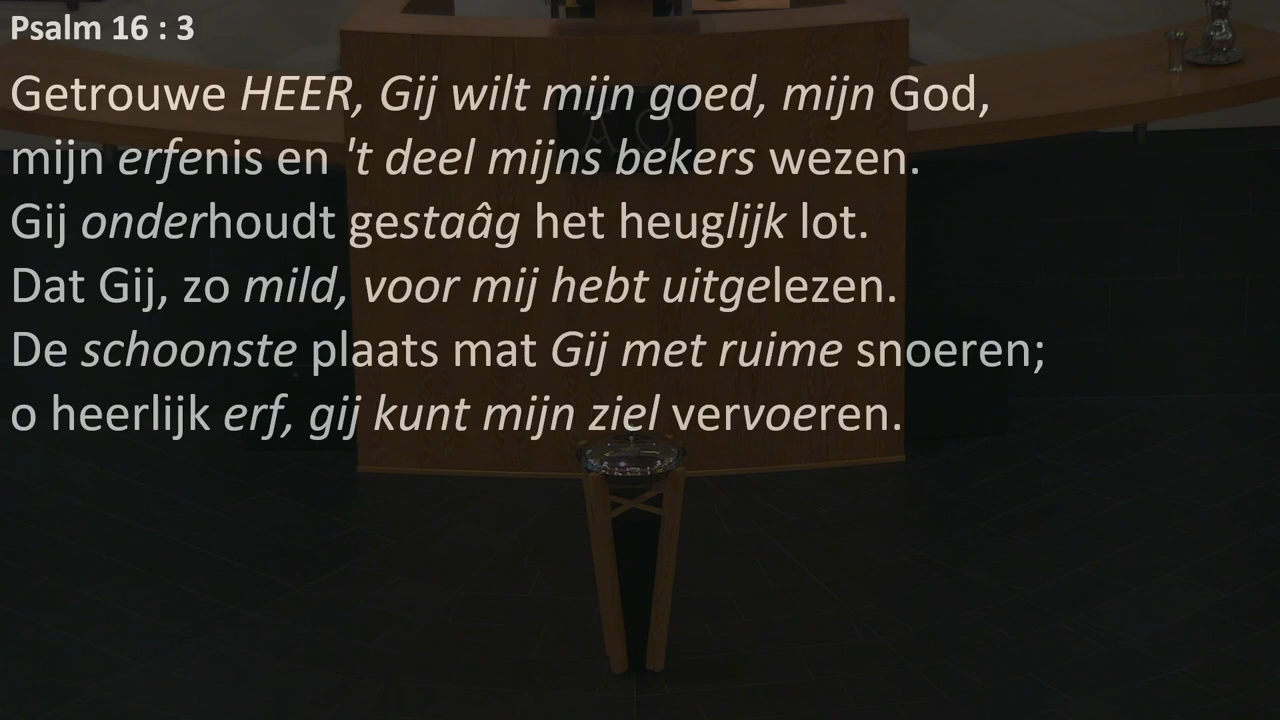 Psalm 16 : 3
Getrouwe HEER, Gij wilt mijn goed, mijn God,
mijn erfenis en 't deel mijns bekers wezen.
Gij onderhoudt gestaâg het heuglijk lot.
Dat Gij, zo mild, voor mij hebt uitgelezen.
De schoonste plaats mat Gij met ruime snoeren;
o heerlijk erf, gij kunt mijn ziel vervoeren.
A Ω